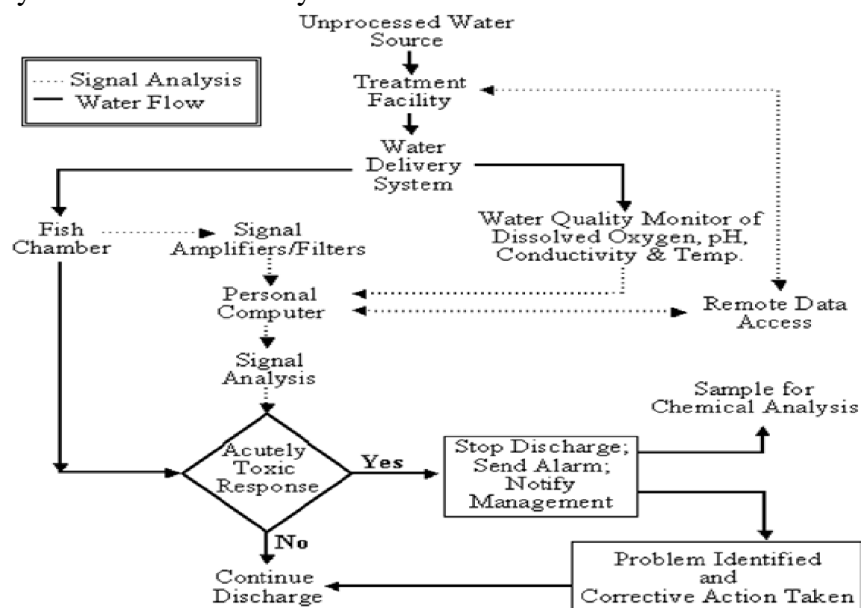 Unprocessed Water
Source
Signal Analysis
Water Flow
Treatment
Facility
Water
Delivery
System
Fish
Chamber
Signal
Amplifiers/Filters
Water Quality Monitor of
Dissolved Oxygen, pH,
Conductivity & Temp.
Personal
Computer
Remote Data
Access
Signal
Analysis
Sample for
Chemical Analysis
Acutely
Toxic
Response
Yes
Stop Discharge;
Send Alarm;
Notify
Management
No
Continue
Discharge
Problem Identified
and
Corrective Action Taken